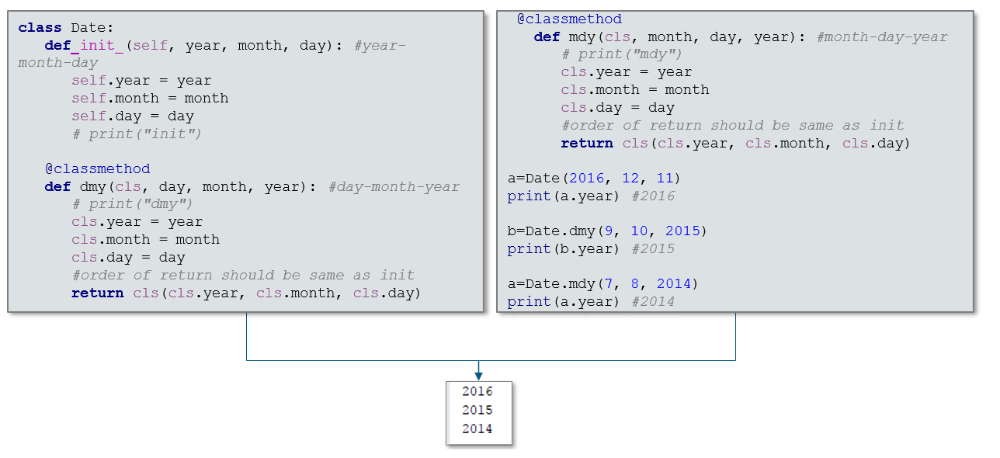 class Date:
def_init_(self, year, month, day): #year-
month-day
self.year = year
self.month = month
self.day = day
# print("init")
@classmethod
def dmy(cls, day, month, year): #day-month-year
# print("dmy")
cls.year = year
cls.month = month
cls.day = day
#order of return should be same as init
return cls(cls.year, cls.month, cls.day)
@classmethod
def mdy(cls, month, day, year): #month-day-year
# print("mdy")
cls.year = year
cls.month = month
cls.day = day
#order of return should be same as init
return cls(cls.year, cls.month, cls.day)
a=Date(2016, 12, 11)
print(a.year) #2016
b=Date.dmy(9, 10, 2015)
print(b.year) #2015
a=Date.mdy(7, 8, 2014)
print(a.year) #2014
2016
2015
2014